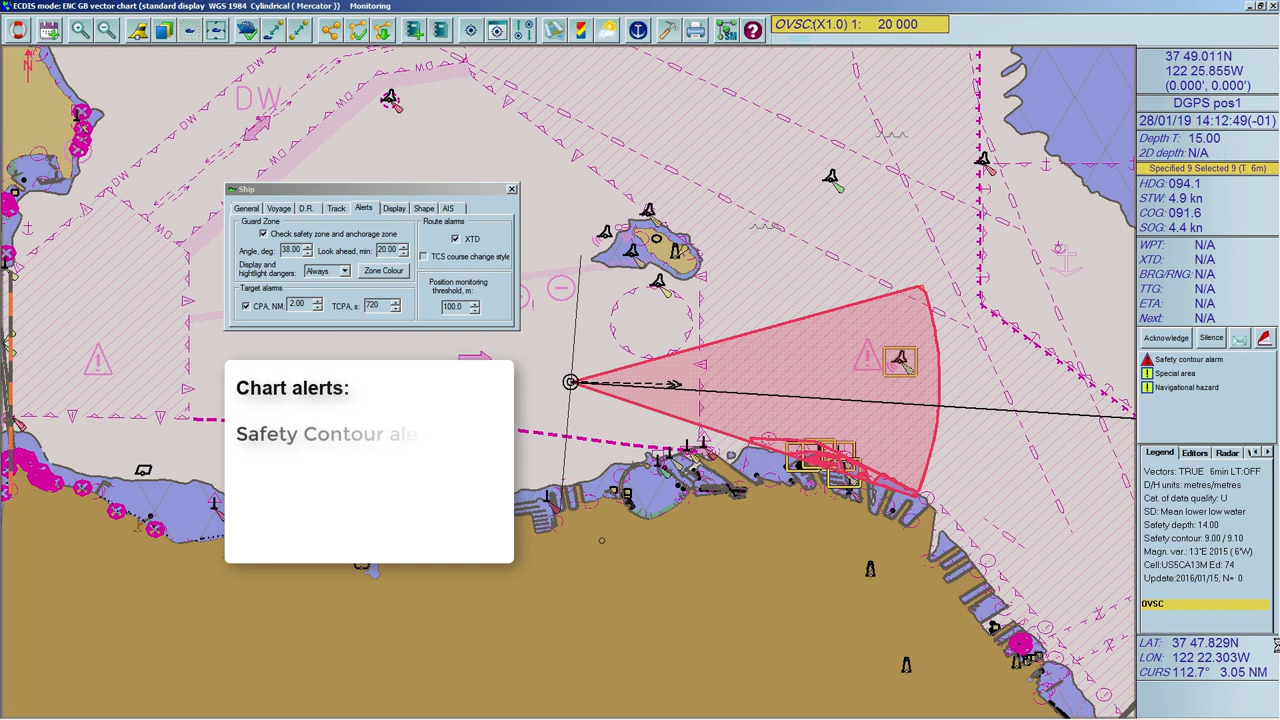 ECDIS mode: ENC GB vector chart (standard display WGS 1984 Cylindrical ( Mercator )) Monitoring
OVSC:(X1.0) 1: 20 000
37 49.011N
122 25.855W
(0.000', 0.000')
DGPS pos1
28/01/19 14:12:49(-01)
Depth T: 15.00
2D depth: N/A
Specified 9 Selected 9 (T 6m)
HDG: 094.1
STW: 4.9 kn
COG: 091.6
SOG: 4.4 kn
WPT: N/A
XTD: N/A
BRG/RNG: N/A
TTG: N/A
ETA: N/A
Next: N/A
Acknowledge Silence
Safety contour alarm
Special area
Navigational hazard
Legend Editors Radar
Vectors: TRUE 6min LT:OFF
D/H units: metres/metres
Cat. of data quality: U
SD: Mean lower low water
Safety depth: 14.00
Safety contour: 9.00 / 9.10
Magn. var.: 13°E 2015 ( 6°W)
Cell:US5CA13M Ed: 74
Update:2016/01/15, N= 0
OVSC
LAT: 37 47.829N
LON: 122 22.303W
CURS 112.7° 3.05 NM
N
DW
DW
DW
DW
DW
DW
Ship
General Voyage D.R. Track Alerts Display Shape AIS
Guard Zone
Check safety zone and anchorage zone
Angle, deg: 38.00 Look ahead, min: 20.00
Display and
hightlight dangers: Always Zone Colour
Target alarms
CPA, NM: 2.00 TCPA, s: 720
Route alarms
XTD
TCS course change style
Position monitoring
threshold, m:
100.0
Chart alerts:
Safety Contour ale